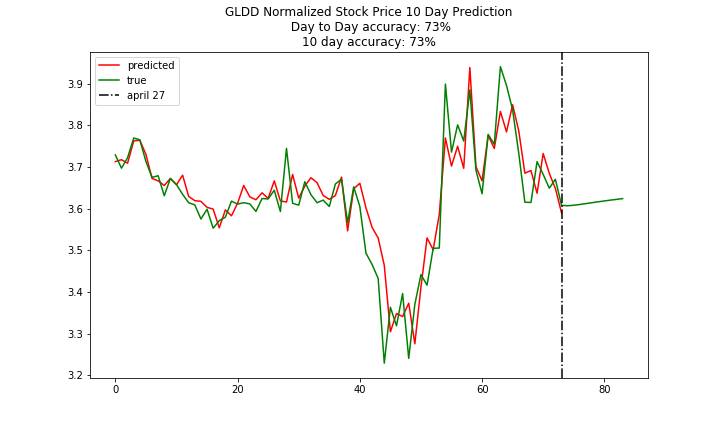 GLDD Normalized Stock Price 10 Day Prediction
Day to Day accuracy: 73%
10 day accuracy: 73%
predicted
true
april 27
3.9
3.8
3.7
3.6
3.5
3.4
3.3
3.2
0 20 40 60 80